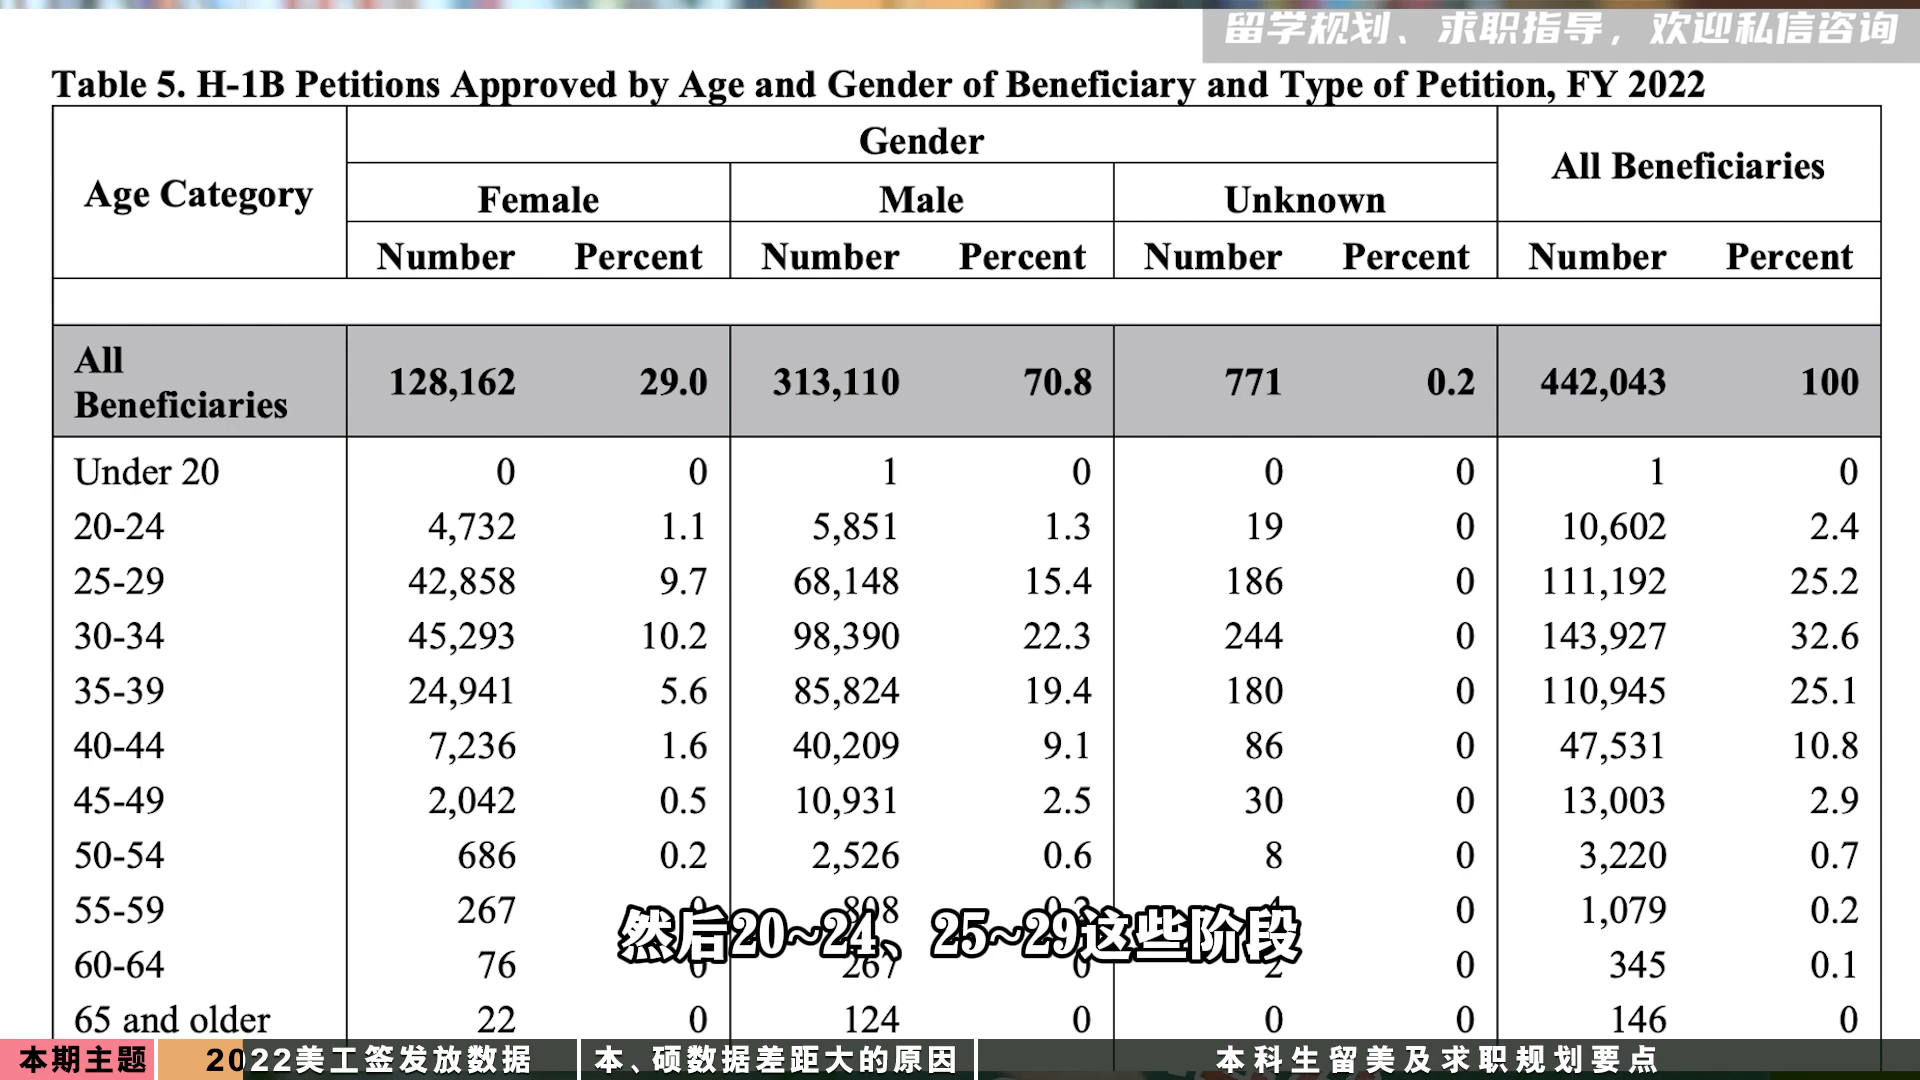 留学规划、求职指导，欢迎私信咨询
Table 5. H-1B Petitions Approved by Age and Gender of Beneficiary and Type of Petition, FY 2022
Age Category Gender All Beneficiaries
Female Male Unknown
Number Percent Number Percent Number Percent Number Percent
All Beneficiaries 128,162 29.0 313,110 70.8 771 0.2 442,043 100
Under 20 0 0 1 0 0 0 1 0
20-24 4,732 1.1 5,851 1.3 19 0 10,602 2.4
25-29 42,858 9.7 68,148 15.4 186 0 111,192 25.2
30-34 45,293 10.2 98,390 22.3 244 0 143,927 32.6
35-39 24,941 5.6 85,824 19.4 180 0 110,945 25.1
40-44 7,236 1.6 40,209 9.1 86 0 47,531 10.8
45-49 2,042 0.5 10,931 2.5 30 0 13,003 2.9
50-54 686 0.2 2,526 0.6 8 0 3,220 0.7
55-59 267 808 0 1,079 0.2
然后20~24、25~29这些阶段
60-64 76 0 267 0 2 0 345 0.1
65 and older 22 0 124 0 0 0 146 0
本期主题 2022美工签发放数据 本、硕数据差距大的原因 本科生留美及求职规划要点